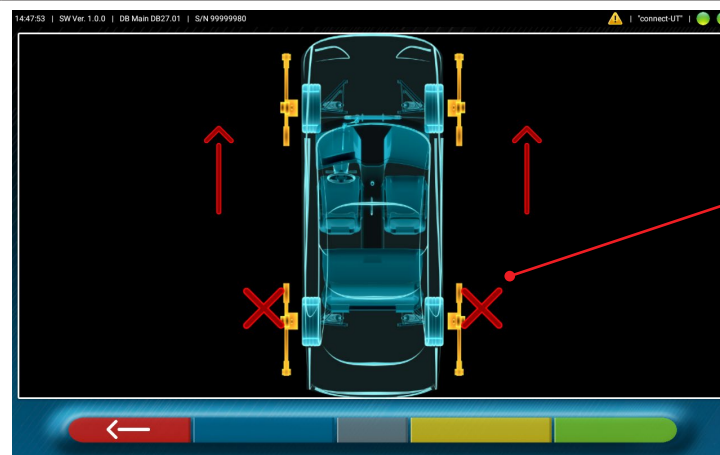 14:47:53 | SW Ver. 1.0.0 | DB Main DB27.01 | S/N 99999980
| "connect-UT" |